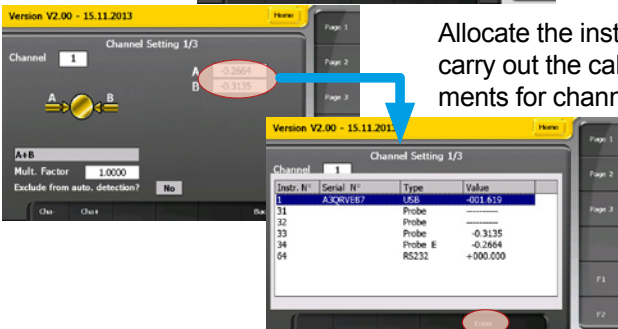 Version V2.00 - 15.11.2013
Home
Page 1
Channel Setting 1/3
Channel 1
Page 2
A -0.2664
B -0.3135
Page 3
A B
A+B
Mult. Factor 1.0000
Exclude from auto. detection? No
Cha- Cha+
Allocate the inst
carry out the cal
ments for chann
Version V2.00 - 15.11.2013
Home
Page 1
Channel Setting 1/3
Channel 1
Page 2
Instr. N° Serial N° Type Value
1 A3QRVEB7 USB -001.619
31 Probe ----------
32 Probe ----------
33 Probe -0.3135
34 Probe E -0.2664
64 RS232 +000.000
Page 3
F1
F2
Enter